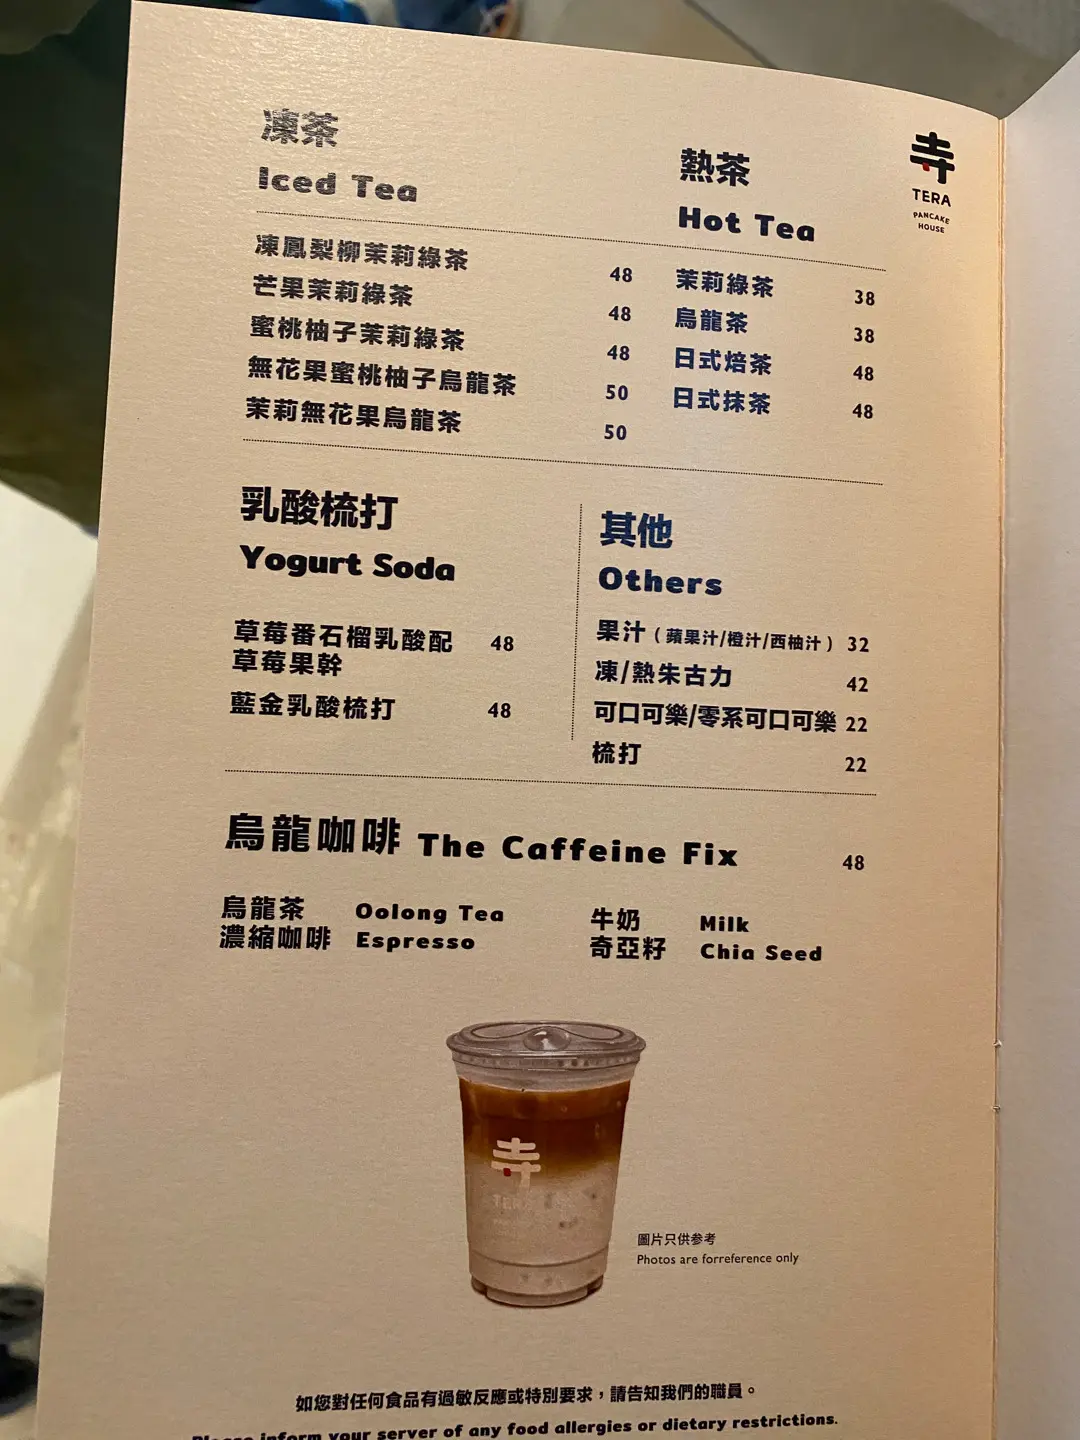 寺
TERA
PANCAKE
HOUSE
凍茶
Iced Tea
凍鳳梨柳茉莉綠茶 48
芒果茉莉綠茶 48
蜜桃柚子茉莉綠茶 48
無花果蜜桃柚子烏龍茶 50
茉莉無花果烏龍茶 50
熱茶
Hot Tea
茉莉綠茶 38
烏龍茶 38
日式焙茶 48
日式抹茶 48
乳酸梳打
Yogurt Soda
草莓番石榴乳酸配 48
草莓果幹
藍金乳酸梳打 48
其他
Others
果汁（蘋果汁/橙汁/西柚汁）32
凍/熱朱古力 42
可口可樂/零系可口可樂 22
梳打 22
烏龍咖啡 The Caffeine Fix 48
烏龍茶 Oolong Tea
濃縮咖啡 Espresso
牛奶 Milk
奇亞籽 Chia Seed
寺
TERA
圖片只供参考
Photos are forreference only
如您對任何食品有過敏反應或特別要求，請告知我們的職員。
Please inform your server of any food allergies or dietary restrictions.